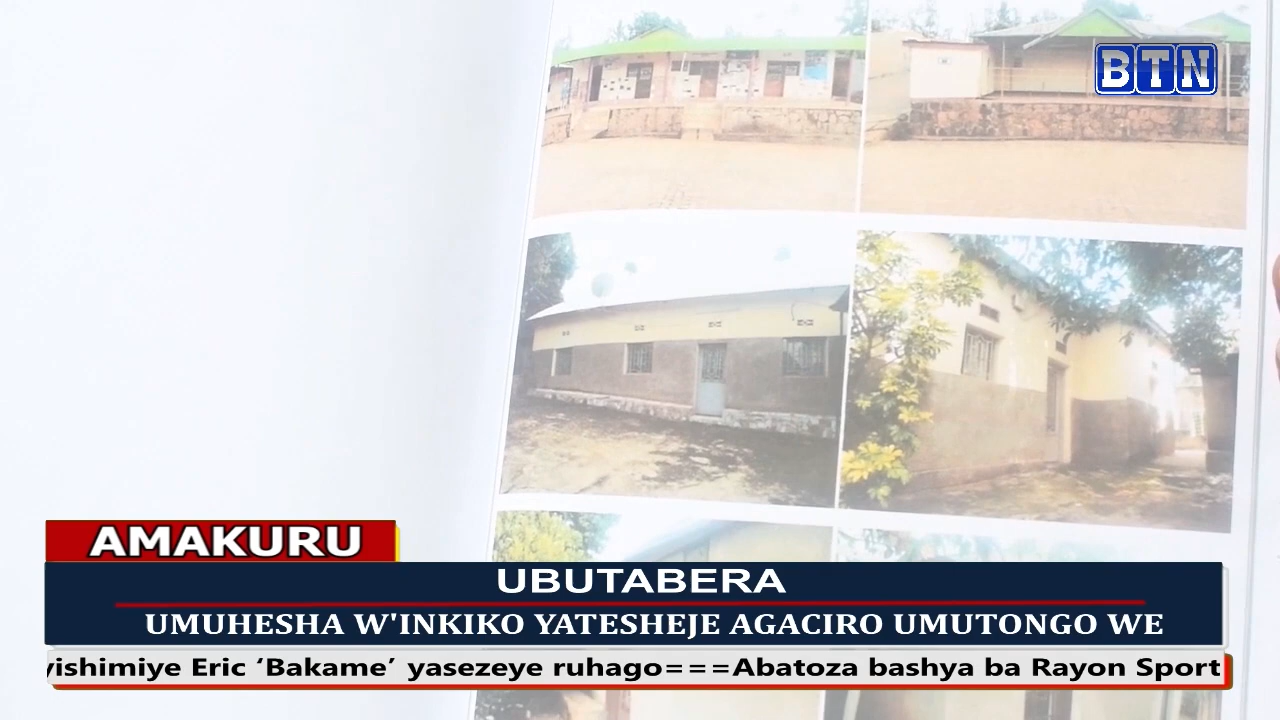 BTN
AMAKURU
UBUTABERA
UMUHESHA W'INKIKO YATESHEJE AGACIRO UMUTONGO WE
yishimiye Eric ‘Bakame’ yasezeye ruhago===Abatoza bashya ba Rayon Sport